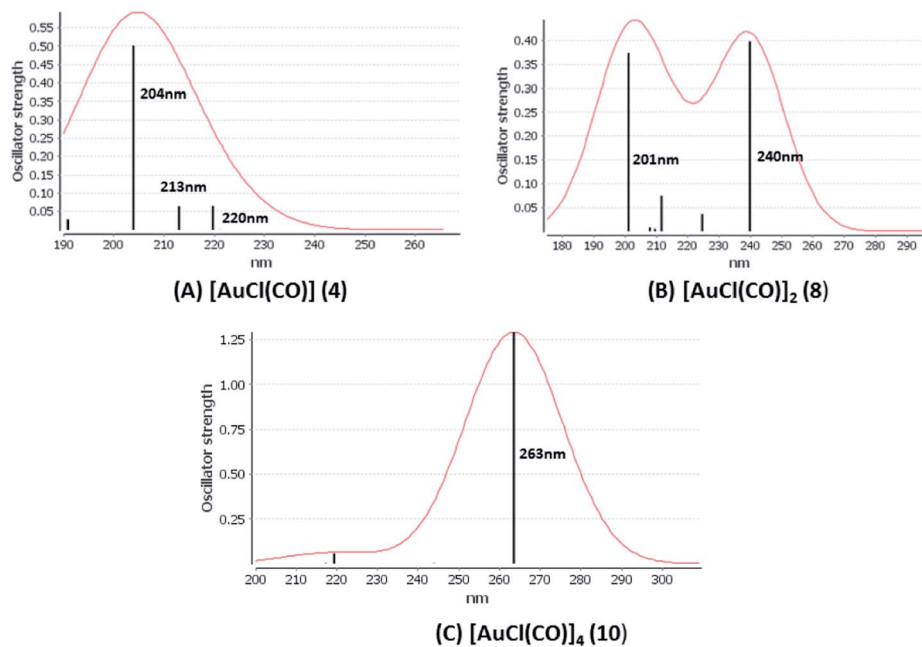 Oscillator strength
0.55
0.50
0.45
0.40
0.35
0.30
0.25
0.20
0.15
0.10
0.05
204nm
213nm
220nm
190 200 210 220 230 240 250 260
nm
(A) [AuCl(CO)] (4)
Oscillator strength
0.40
0.35
0.30
0.25
0.20
0.15
0.10
0.05
201nm
240nm
180 190 200 210 220 230 240 250 260 270 280 290
nm
(B) [AuCl(CO)]₂ (8)
Oscillator strength
1.25
1.00
0.75
0.50
0.25
263nm
200 210 220 230 240 250 260 270 280 290 300
nm
(C) [AuCl(CO)]₄ (10)